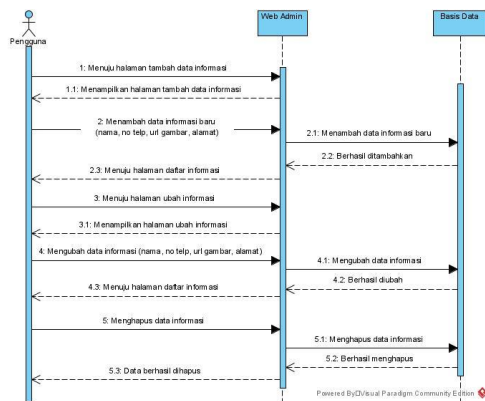 Pengguna
Web Admin
Basis Data
1: Menuju halaman tambah data informasi
1.1: Menampilkan halaman tambah data informasi
2: Menambah data informasi baru
(nama, no telp, url gambar, alamat)
2.1: Menambah data informasi baru
2.2: Berhasil ditambahkan
2.3: Menuju halaman daftar informasi
3: Menuju halaman ubah informasi
3.1: Menampilkan halaman ubah informasi
4: Mengubah data informasi (nama, no telp, url gambar, alamat)
4.1: Mengubah data informasi
4.2: Berhasil diubah
4.3: Menuju halaman daftar informasi
5: Menghapus data informasi
5.1: Menghapus data informasi
5.2: Berhasil menghapus
5.3: Data berhasil dihapus
Powered By Visual Paradigm Community Edition